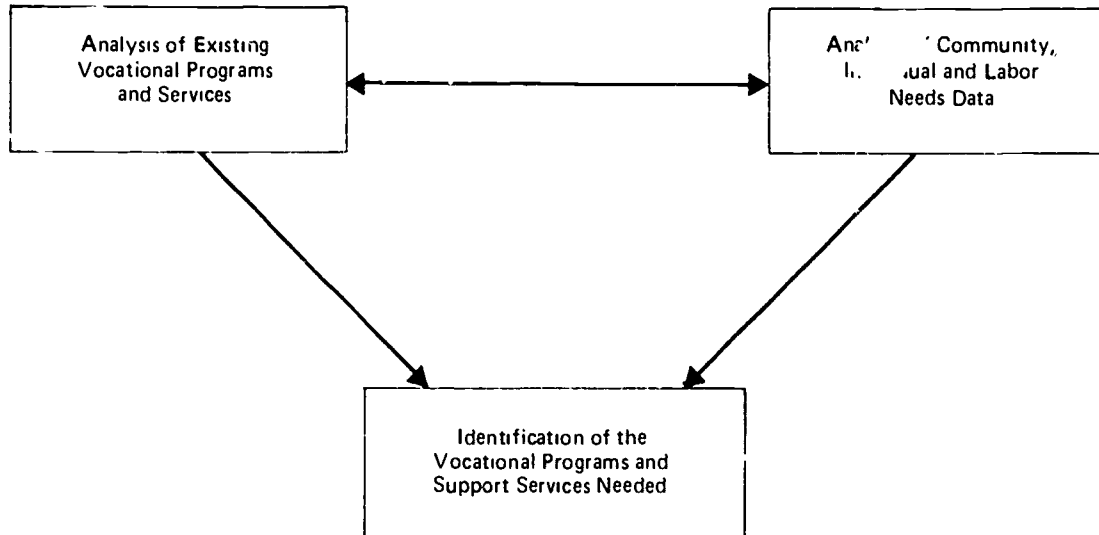 Analysis of Existing
Vocational Programs
and Services
Community,
and Labor
Needs Data
Identification of the
Vocational Programs and
Support Services Needed